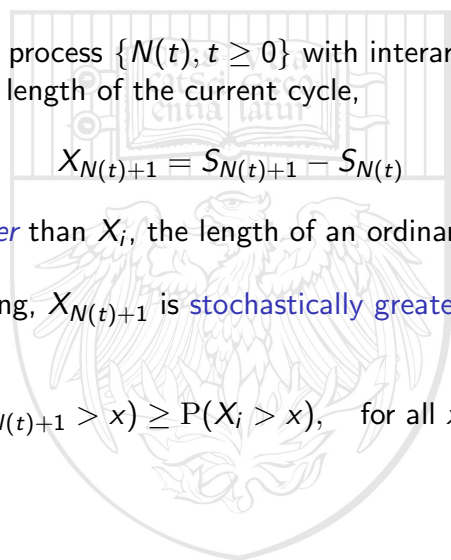 process {N(t), t ≥ 0} with interar
length of the current cycle,
X_{N(t)+1} = S_{N(t)+1} − S_{N(t)}
er than X_i, the length of an ordinar
ng, X_{N(t)+1} is stochastically greate
N(t)+1 > x) ≥ P(X_i > x), for all x